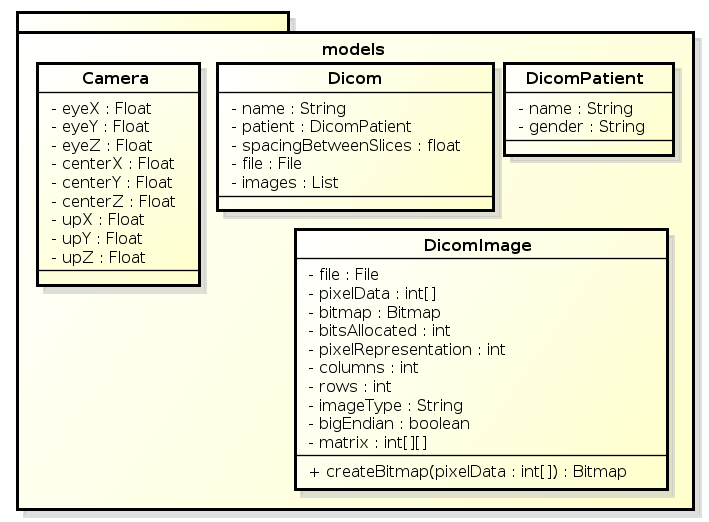 models
Camera
- eyeX : Float
- eyeY : Float
- eyeZ : Float
- centerX : Float
- centerY : Float
- centerZ : Float
- upX : Float
- upY : Float
- upZ : Float
Dicom
- name : String
- patient : DicomPatient
- spacingBetweenSlices : float
- file : File
- images : List
DicomPatient
- name : String
- gender : String
DicomImage
- file : File
- pixelData : int[]
- bitmap : Bitmap
- bitsAllocated : int
- pixelRepresentation : int
- columns : int
- rows : int
- imageType : String
- bigEndian : boolean
- matrix : int[][]
+ createBitmap(pixelData : int[]) : Bitmap